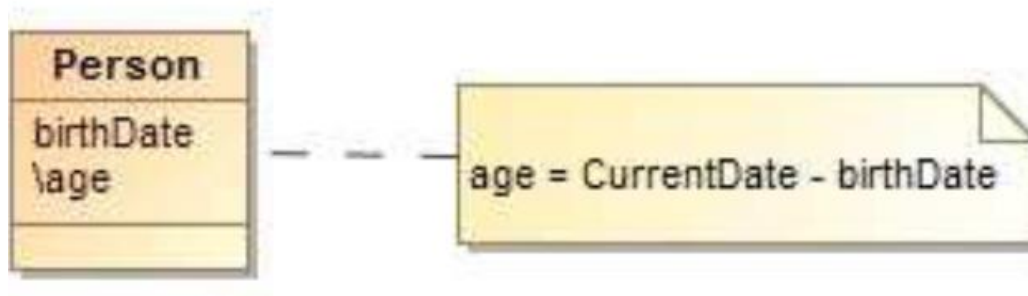 Person
birthDate
\age
age = CurrentDate - birthDate